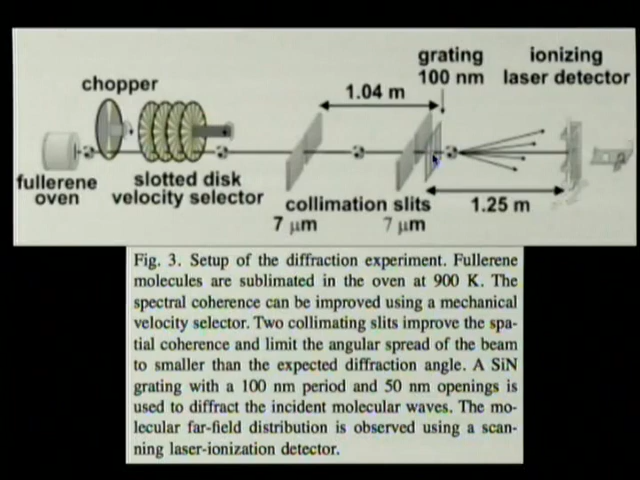 grating
100 nm
ionizing
laser detector
chopper
1.04 m
fullerene
oven
slotted disk
velocity selector
collimation slits
7 μm
7 μm
1.25 m
Fig. 3. Setup of the diffraction experiment. Fullerene
molecules are sublimated in the oven at 900 K. The
spectral coherence can be improved using a mechanical
velocity selector. Two collimating slits improve the spa-
tial coherence and limit the angular spread of the beam
to smaller than the expected diffraction angle. A SiN
grating with a 100 nm period and 50 nm openings is
used to diffract the incident molecular waves. The mo-
lecular far-field distribution is observed using a scan-
ning laser-ionization detector.